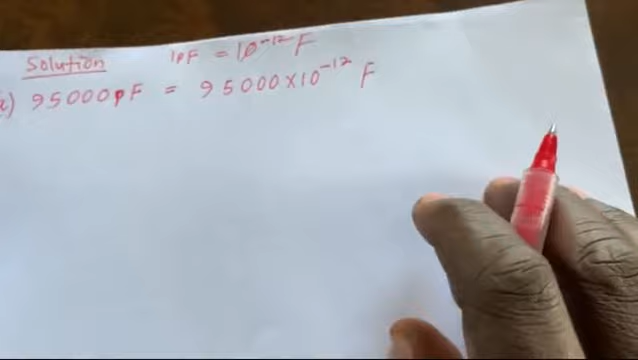 Solution 1pF = 10⁻¹² F
a) 95000pF = 95000×10⁻¹² F